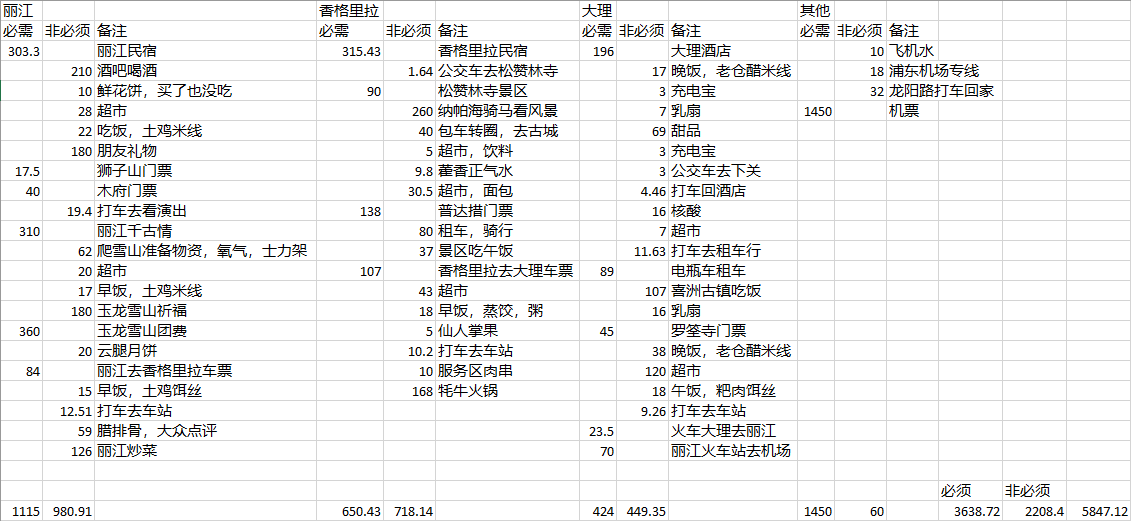 丽江 香格里拉 大理 其他
必需 非必须 备注 必需 非必须 备注 必需 非必须 备注 必需 非必须 备注
303.3 丽江民宿 315.43 香格里拉民宿 196 大理酒店 10 飞机水
210 酒吧喝酒 1.64 公交车去松赞林寺 17 晚饭，老仓醋米线 18 浦东机场专线
10 鲜花饼，买了也没吃 90 松赞林寺景区 3 充电宝 32 龙阳路打车回家
28 超市 260 纳帕海骑马看风景 7 乳扇 1450 机票
22 吃饭，土鸡米线 40 包车转圈，去古城 69 甜品
180 朋友礼物 5 超市，饮料 3 充电宝
17.5 狮子山门票 9.8 藿香正气水 3 公交车去下关
40 木府门票 30.5 超市，面包 4.46 打车回酒店
19.4 打车去看演出 138 普达措门票 16 核酸
310 丽江千古情 80 租车，骑行 7 超市
62 爬雪山准备物资，氧气，士力架 37 景区吃午饭 11.63 打车去租车行
20 超市 107 香格里拉去大理车票 89 电瓶车租车
17 早饭，土鸡米线 43 超市 107 喜洲古镇吃饭
180 玉龙雪山祈福 18 早饭，蒸饺，粥 16 乳扇
360 玉龙雪山团费 5 仙人掌果 45 罗筌寺门票
20 云腿月饼 10.2 打车去车站 38 晚饭，老仓醋米线
84 丽江去香格里拉车票 10 服务区肉串 120 超市
15 早饭，土鸡饵丝 168 牦牛火锅 18 午饭，粑肉饵丝
12.51 打车去车站 9.26 打车去车站
59 腊排骨，大众点评 23.5 火车大理去丽江
126 丽江炒菜 70 丽江火车站去机场
必须 非必须
1115 980.91 650.43 718.14 424 449.35 1450 60 3638.72 2208.4 5847.12